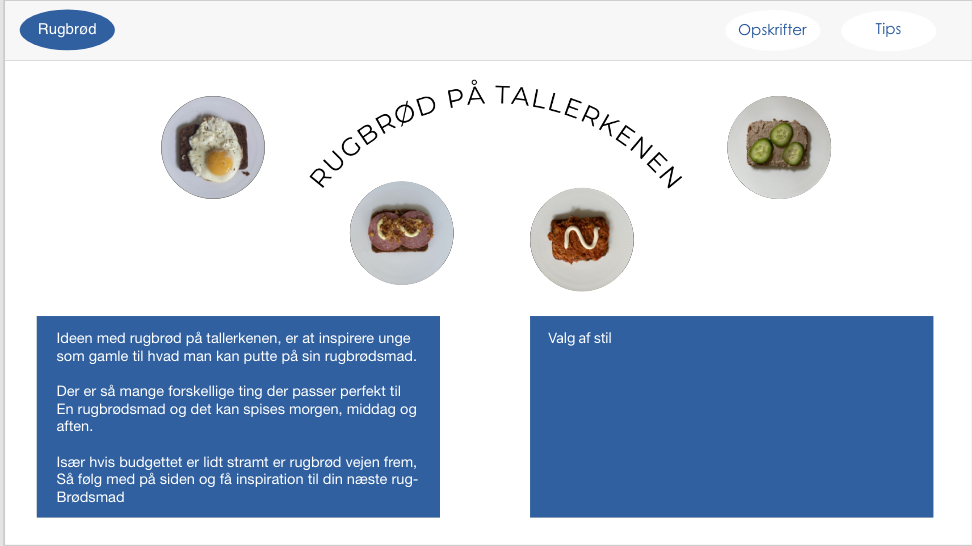 Rugbrød
Opskrifter
Tips
RUGBRØD PÅ TALLERKENEN
Ideen med rugbrød på tallerkenen, er at inspirere unge
som gamle til hvad man kan putte på sin rugbrødsmad.
Der er så mange forskellige ting der passer perfekt til
En rugbrødsmad og det kan spises morgen, middag og
aften.
Især hvis budgettet er lidt stramt er rugbrød vejen frem,
Så følg med på siden og få inspiration til din næste rug-
Brødsmad
Valg af stil